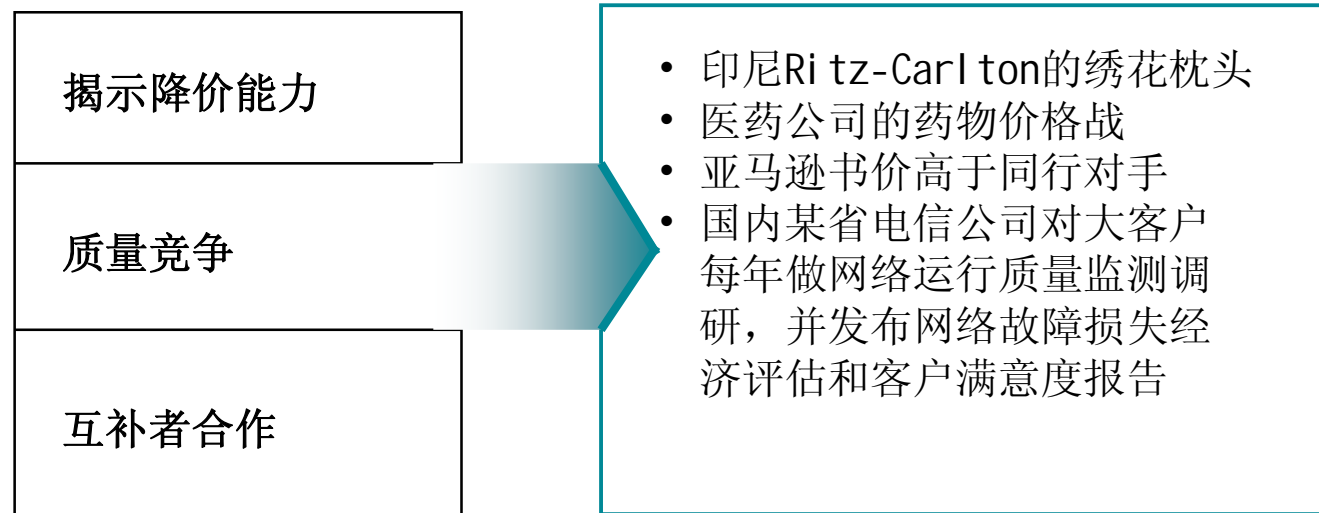 揭示降价能力
质量竞争
互补者合作
• 印尼Ritz-Carlton的绣花枕头
• 医药公司的药物价格战
• 亚马逊书价高于同行对手
• 国内某省电信公司对大客户
每年做网络运行质量监测调
研，并发布网络故障损失经
济评估和客户满意度报告